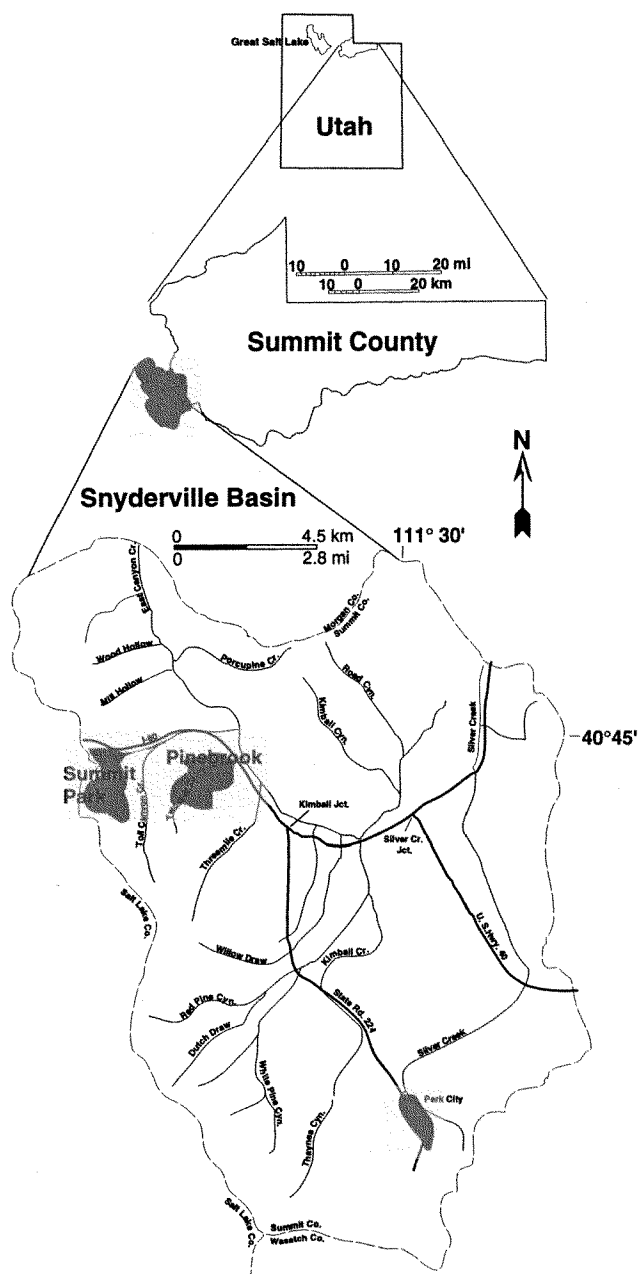 Great Salt Lake
Utah
10 0 10 20 mi
10 0 20 km
Summit County
N
Snyderville Basin
0 4.5 km
0 2.8 mi
111° 30'
East Canyon Cr.
Morgan Co.
Summit Co.
Wood Hollow
Porcupine Cr.
Road Cyn.
Hollow
Kimball Cyn.
Silver Creek
40°45'
I-80
Pinebrook
Summit
Park
Toll Canyon Cr.
Kimball Jct.
Threemile Cr.
Silver Cr.
Jct.
Salt Lake Co.
U. S. Hwy. 40
Willow Draw
Kimball Cr.
Red Pine Cyn.
State Rd. 224
Dutch Draw
Silver Creek
White Pine Cyn.
Park City
Thaynes Cyn.
Salt Lake Co.
Summit Co.
Wasatch Co.